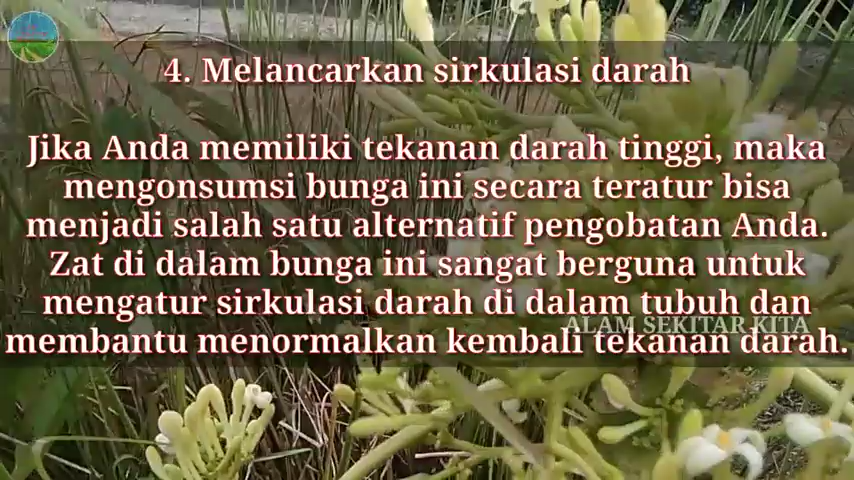 4. Melancarkan sirkulasi darah
Jika Anda memiliki tekanan darah tinggi, maka
mengonsumsi bunga ini secara teratur bisa
menjadi salah satu alternatif pengobatan Anda.
Zat di dalam bunga ini sangat berguna untuk
mengatur sirkulasi darah di dalam tubuh dan
membantu menormalkan kembali tekanan darah.
ALAM SEKITAR KITA